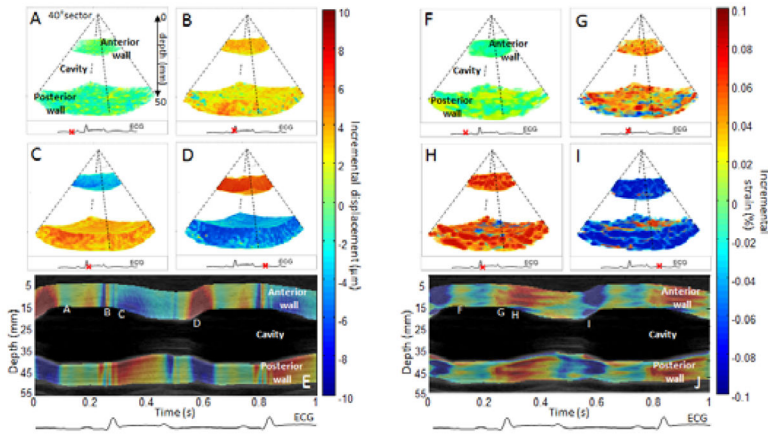 A
40°sector
Anterior
wall
Cavity
Posterior
wall
0
depth (mm)
50
ECG
B
ECG
C
ECG
D
ECG
10
8
6
4
2
0
-2
-4
-6
-8
-10
Incremental displacement (μm)
5
15
25
35
45
55
Depth (mm)
A
B
C
D
Anterior
wall
Cavity
Posterior
wall
E
0
0.2
0.4
0.6
0.8
1
Time (s)
ECG
F
Anterior
wall
Cavity
Posterior
wall
ECG
G
ECG
H
ECG
I
ECG
0.1
0.08
0.06
0.04
0.02
0
-0.02
-0.04
-0.06
-0.08
-0.1
Incremental
strain (%)
5
15
25
35
45
55
Depth (mm)
F
G
H
I
Anterior
wall
Cavity
Posterior
wall
J
0
0.2
0.4
0.6
0.8
1
Time (s)
ECG